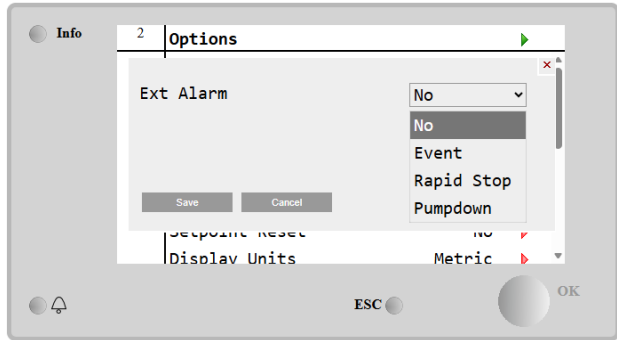 Info
2 Options
×
Ext Alarm No
No
Event
Rapid Stop
Pumpdown
Save Cancel
Setpoint Reset No
Display Units Metric
ESC
OK